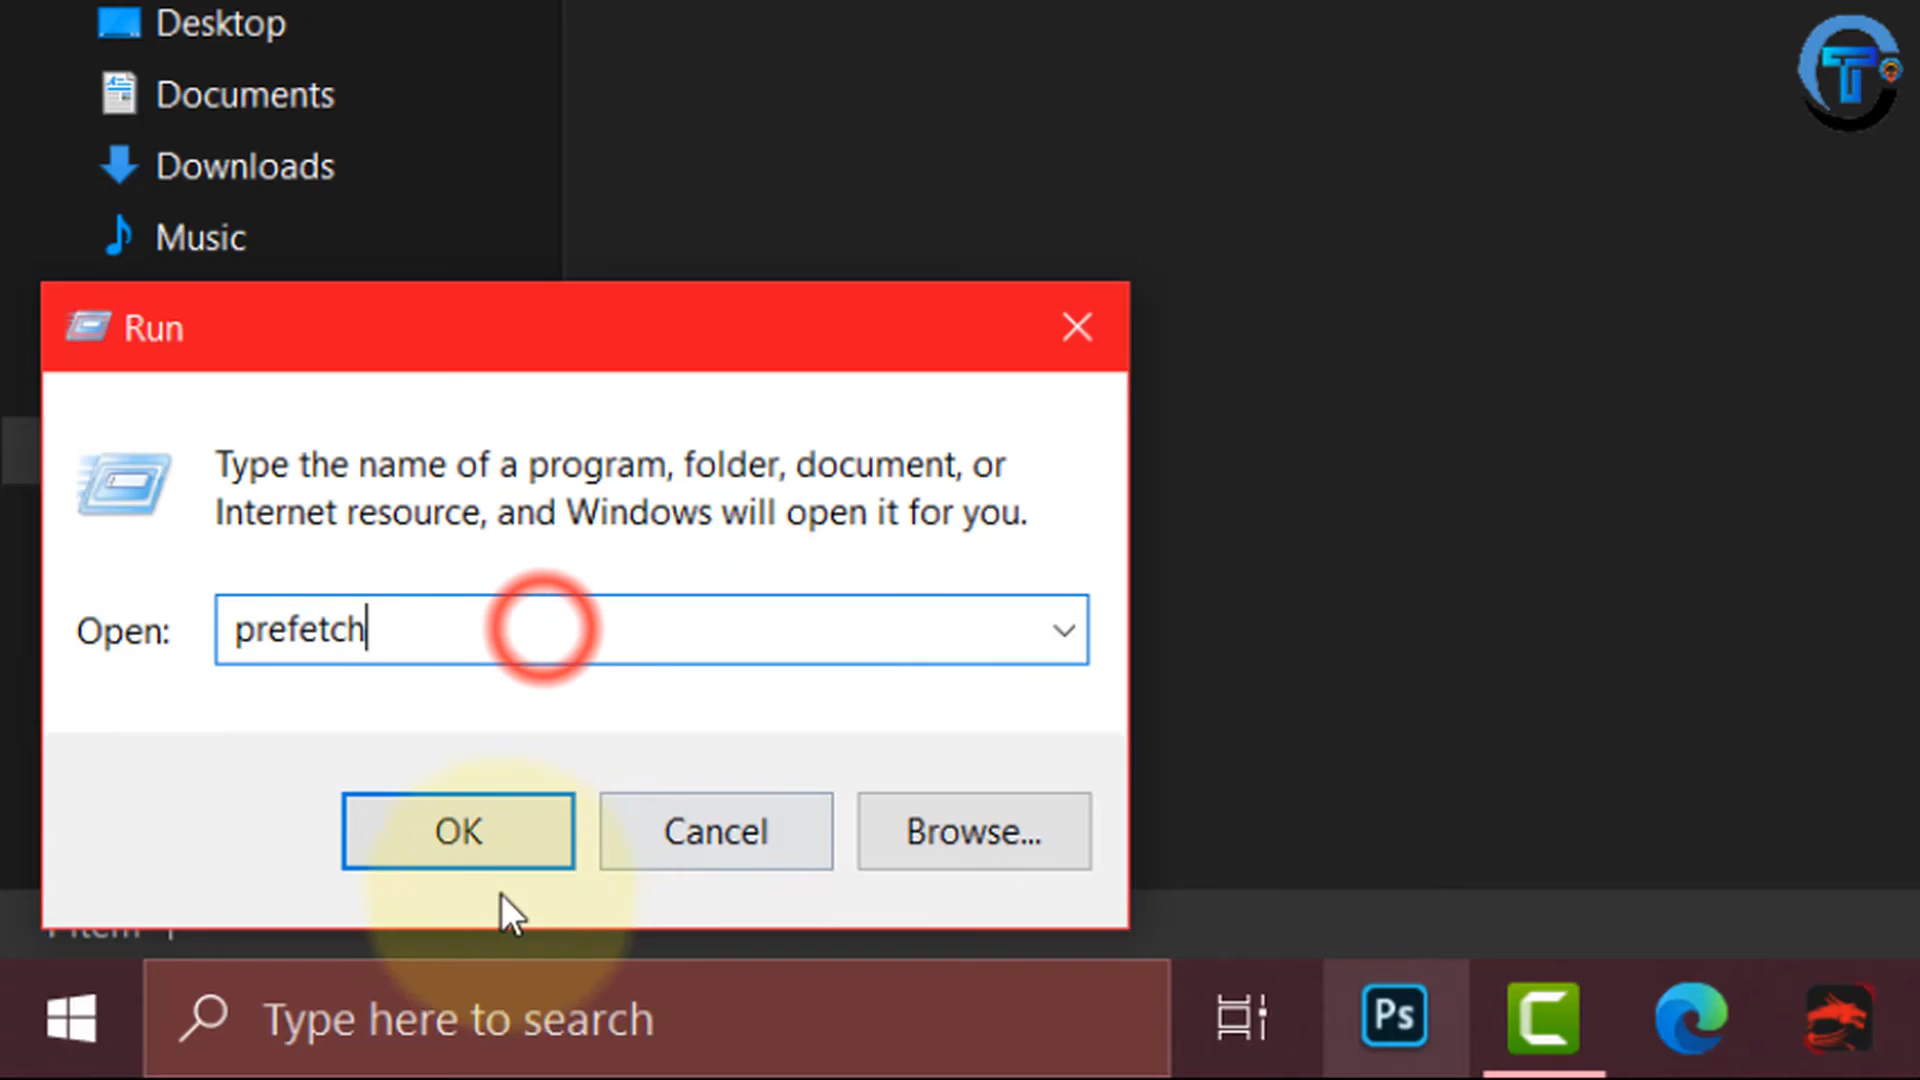 Desktop
Documents
Downloads
Music
Run
Type the name of a program, folder, document, or
Internet resource, and Windows will open it for you.
Open:
prefetch
OK
Cancel
Browse...
Type here to search
Ps